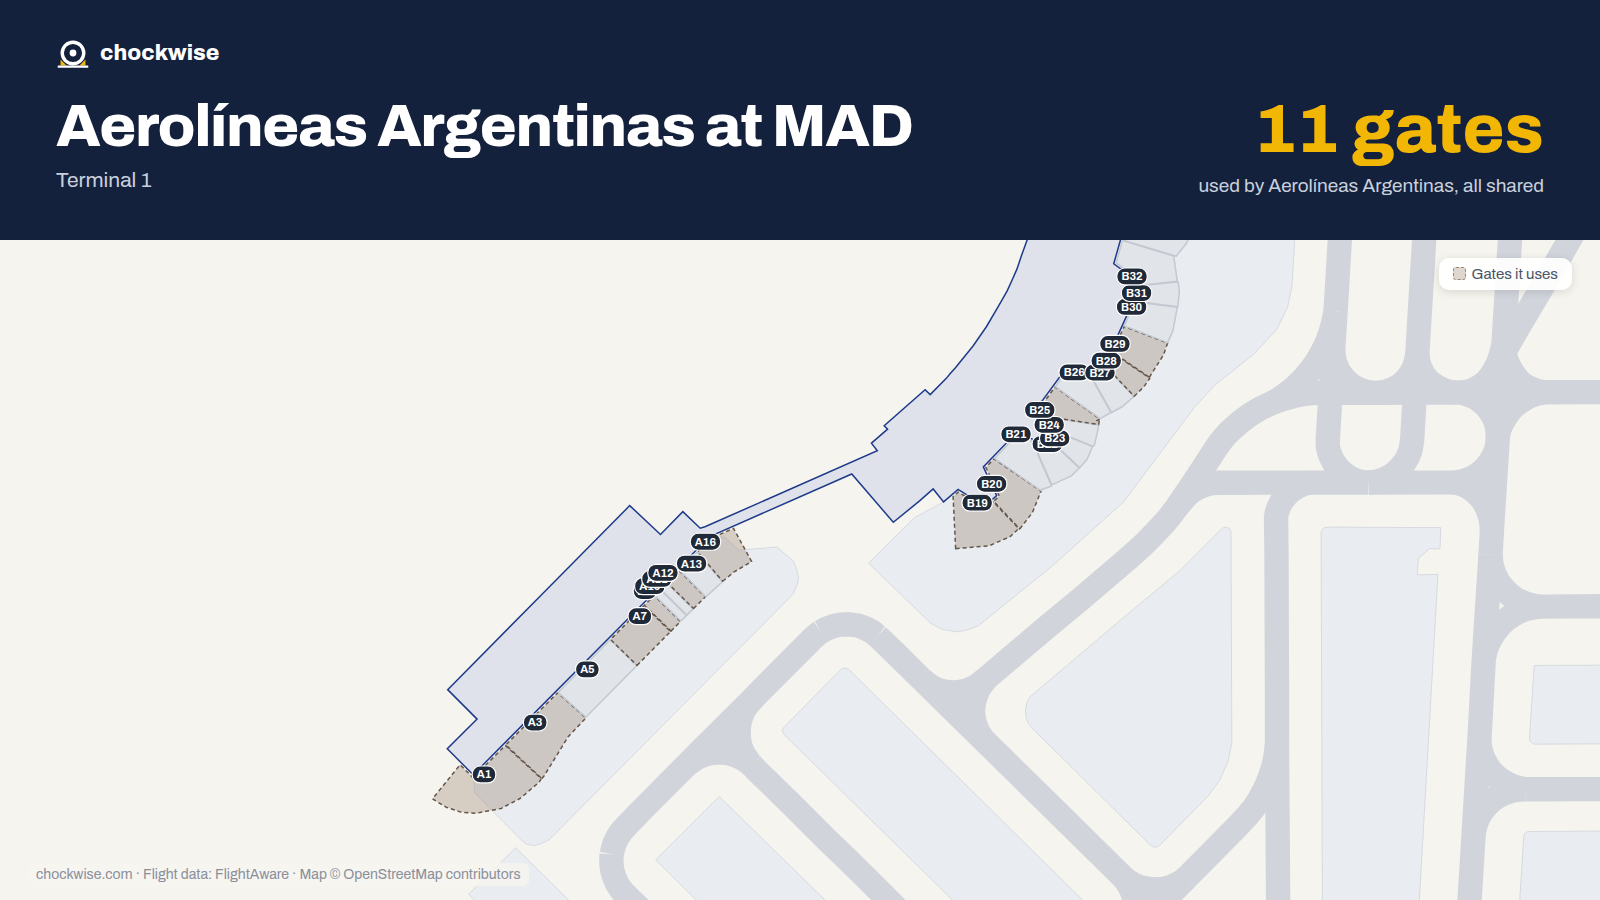 chockwise
Aerolíneas Argentinas at MAD
Terminal 1
11 gates
used by Aerolíneas Argentinas, all shared
Gates it uses
B32
B31
B30
B29
B28
B26
B27
B25
B24
B21
B23
B20
B19
A16
A13
A12
A7
A5
A3
A1
chockwise.com · Flight data: FlightAware · Map © OpenStreetMap contributors